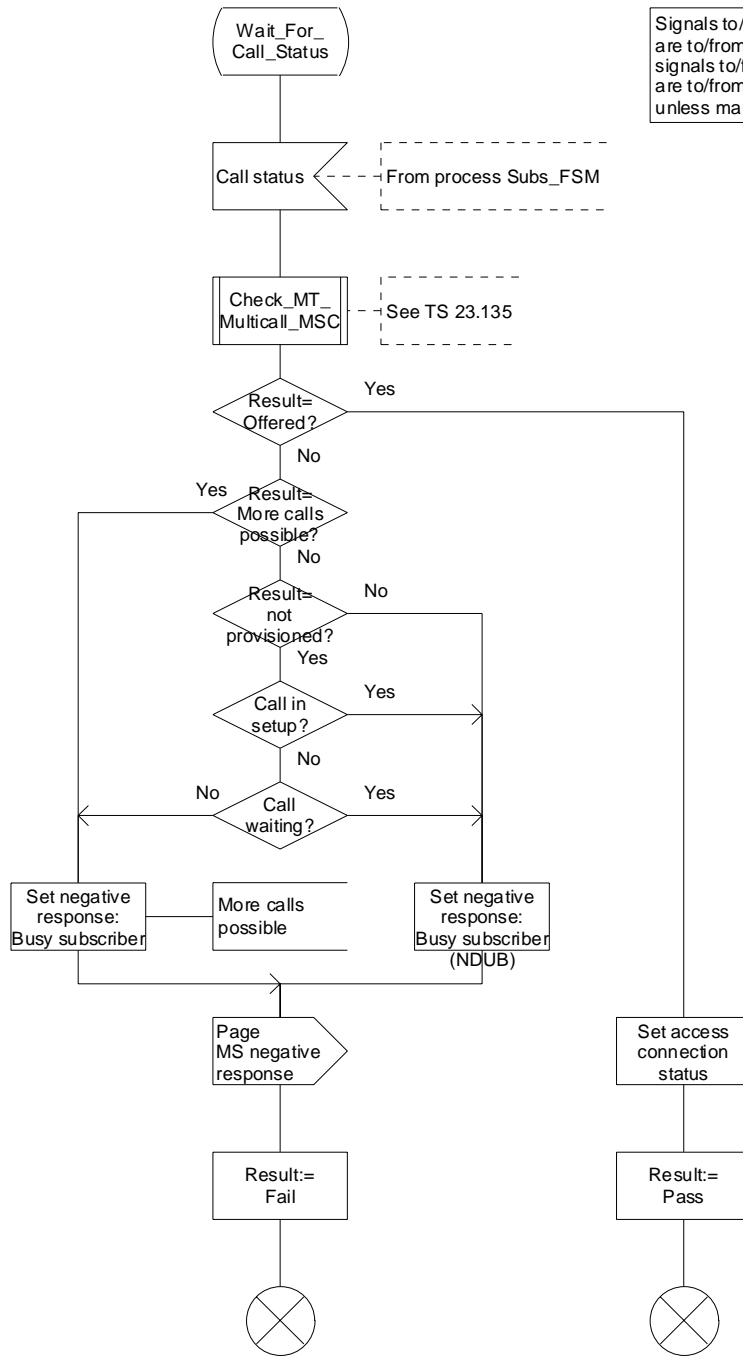 Wait_For_
Call_Status
Signals to/
are to/from
signals to/f
are to/from
unless ma
Call status
From process Subs_FSM
Check_MT_
Multicall_MSC
See TS 23.135
Result=
Offered?
Yes
No
Yes
Result=
More calls
possible?
No
Result=
not
provisioned?
No
Yes
Call in
setup?
Yes
No
No
Call
waiting?
Yes
Set negative
response:
Busy subscriber
More calls
possible
Set negative
response:
Busy subscriber
(NDUB)
Page
MS negative
response
Set access
connection
status
Result:=
Fail
Result:=
Pass